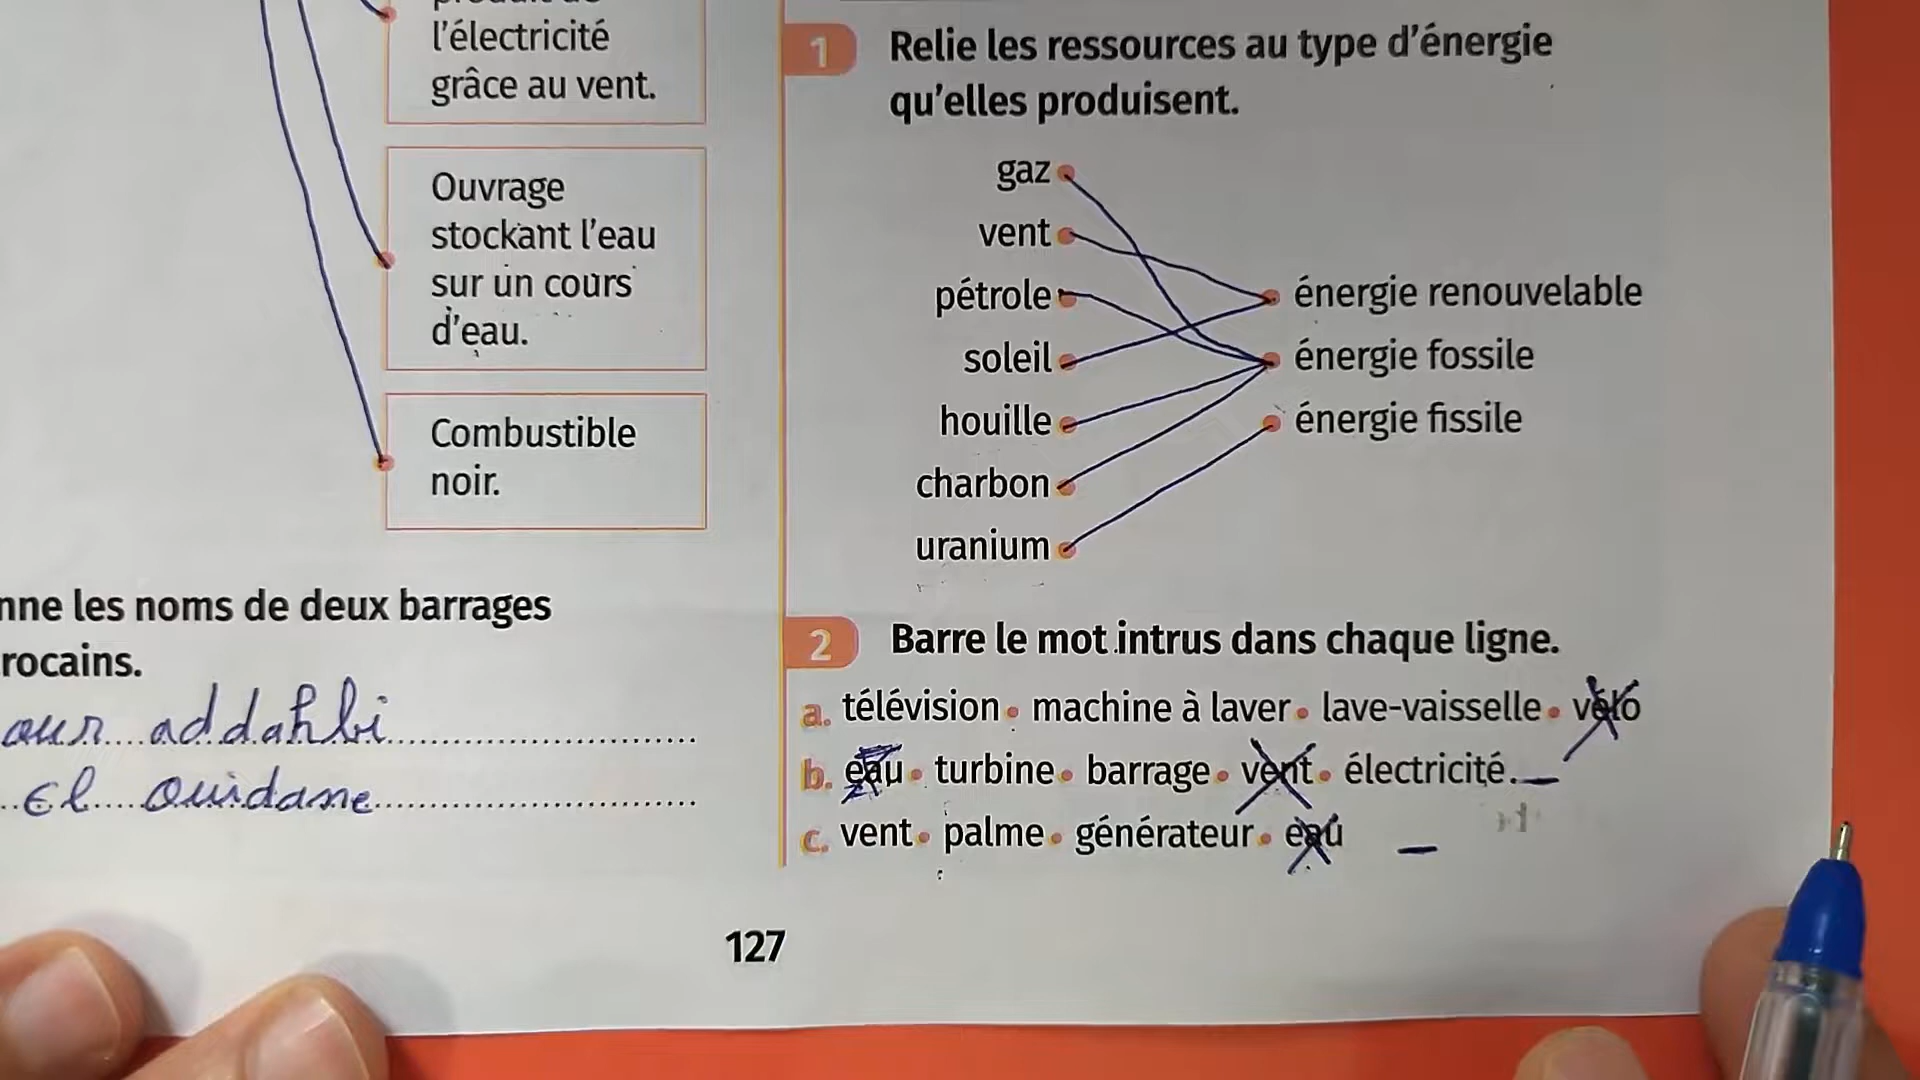 l'électricité
grâce au vent.
Ouvrage
stockant l'eau
sur un cours
d'eau.
Combustible
noir.
nne les noms de deux barrages
rocains.
our addahbi
El Ouidane
1 Relie les ressources au type d'énergie
qu'elles produisent.
gaz
vent
pétrole
soleil
houille
charbon
uranium
énergie renouvelable
énergie fossile
énergie fissile
2 Barre le mot intrus dans chaque ligne.
a. télévision • machine à laver • lave-vaisselle • vélo
b. eau • turbine • barrage • vent • électricité.
c. vent • palme • générateur • eau
127